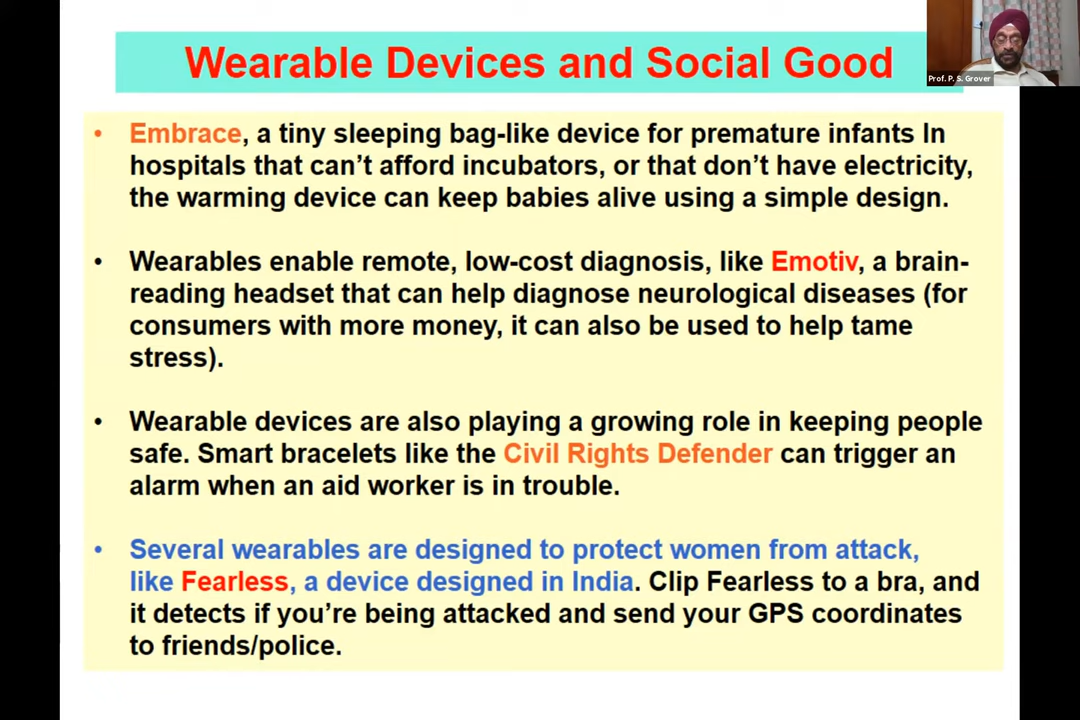 Wearable Devices and Social Good
Prof. P. S. Grover
• Embrace, a tiny sleeping bag-like device for premature infants In
hospitals that can’t afford incubators, or that don’t have electricity,
the warming device can keep babies alive using a simple design.
• Wearables enable remote, low-cost diagnosis, like Emotiv, a brain-
reading headset that can help diagnose neurological diseases (for
consumers with more money, it can also be used to help tame
stress).
• Wearable devices are also playing a growing role in keeping people
safe. Smart bracelets like the Civil Rights Defender can trigger an
alarm when an aid worker is in trouble.
• Several wearables are designed to protect women from attack,
like Fearless, a device designed in India. Clip Fearless to a bra, and
it detects if you’re being attacked and send your GPS coordinates
to friends/police.